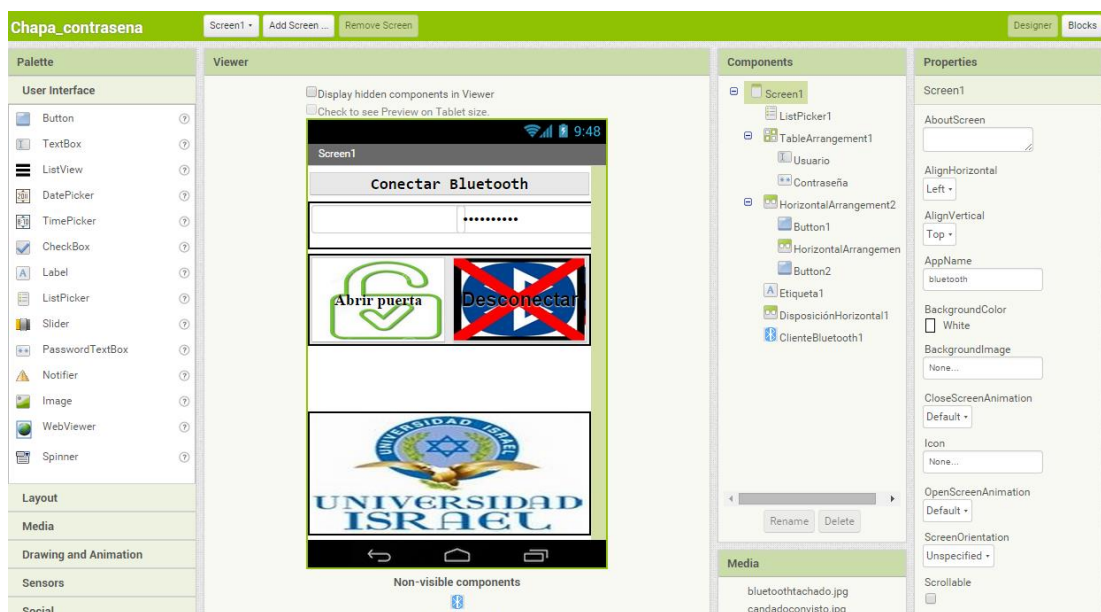 Chapa_contrasena
Screen1
Add Screen ...
Remove Screen
Designer
Blocks
Palette
User Interface
Button
TextBox
ListView
DatePicker
TimePicker
CheckBox
Label
ListPicker
Slider
PasswordTextBox
Notifier
Image
WebViewer
Spinner
Layout
Media
Drawing and Animation
Sensors
Social
Viewer
Display hidden components in Viewer
Check to see Preview on Tablet size.
9:48
Screen1
Conectar Bluetooth
••••••••••
Abrir puerta
Desconectar
UNIVERSIDAD ISRAEL
UNIVERSIDAD
ISRAEL
Non-visible components
Components
Screen1
ListPicker1
TableArrangement1
Usuario
Contraseña
HorizontalArrangement2
Button1
HorizontalArrangemen
Button2
Etiqueta1
DisposiciónHorizontal1
ClienteBluetooth1
Rename
Delete
Media
bluetoothtachado.jpg
candadoconvisto.jpg
Properties
Screen1
AboutScreen
AlignHorizontal
Left
AlignVertical
Top
AppName
bluetooth
BackgroundColor
White
BackgroundImage
None...
CloseScreenAnimation
Default
Icon
None...
OpenScreenAnimation
Default
ScreenOrientation
Unspecified
Scrollable